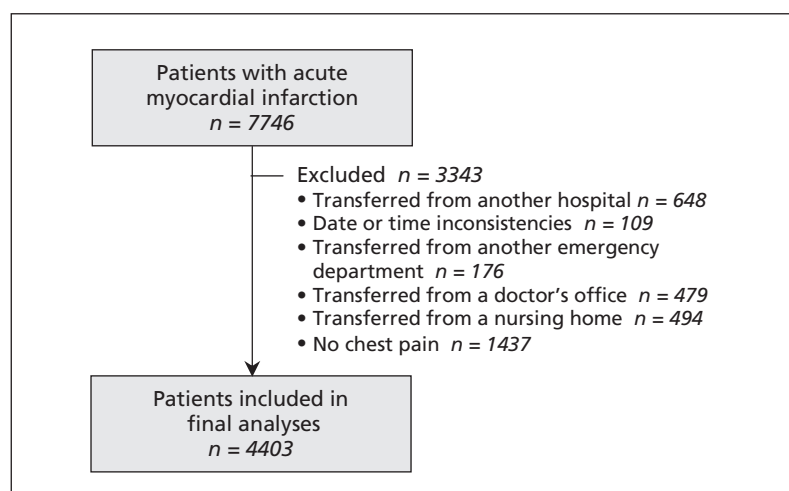 Patients with acute
myocardial infarction
n = 7746
Excluded n = 3343
• Transferred from another hospital n = 648
• Date or time inconsistencies n = 109
• Transferred from another emergency
department n = 176
• Transferred from a doctor’s office n = 479
• Transferred from a nursing home n = 494
• No chest pain n = 1437
Patients included in
final analyses
n = 4403